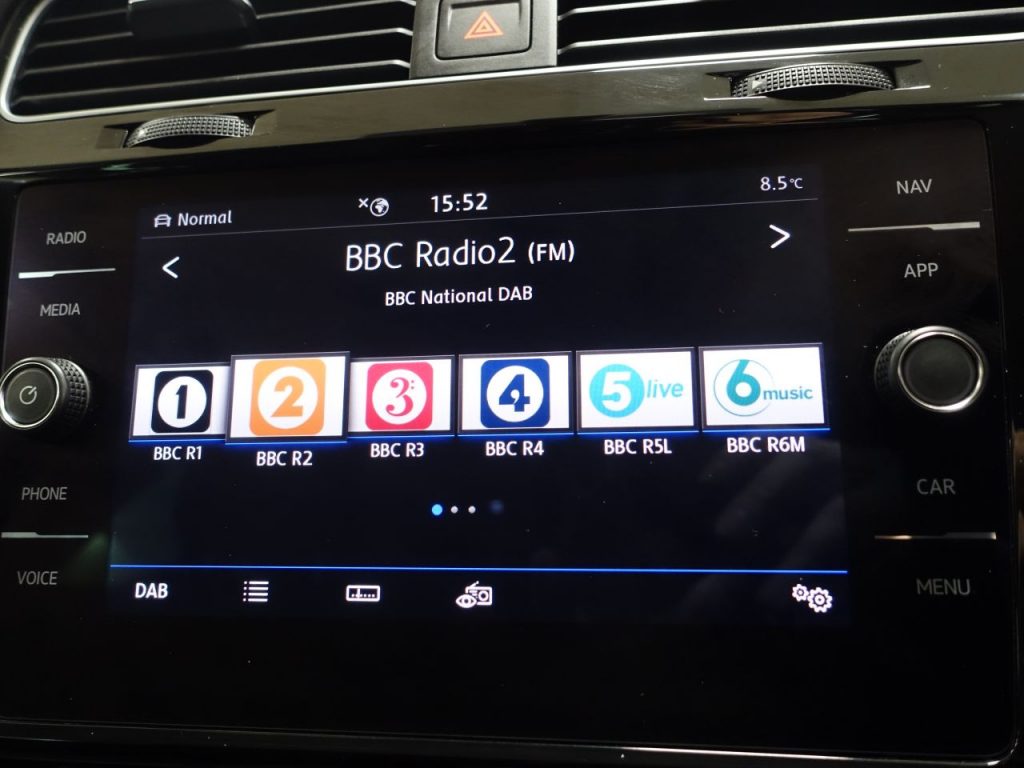 Normal 15:52 8.5°C
BBC Radio2 (FM)
BBC National DAB
RADIO
MEDIA
PHONE
VOICE
NAV
APP
CAR
MENU
1 2 3: 4 5 live 6 music
BBC R1 BBC R2 BBC R3 BBC R4 BBC R5L BBC R6M
DAB